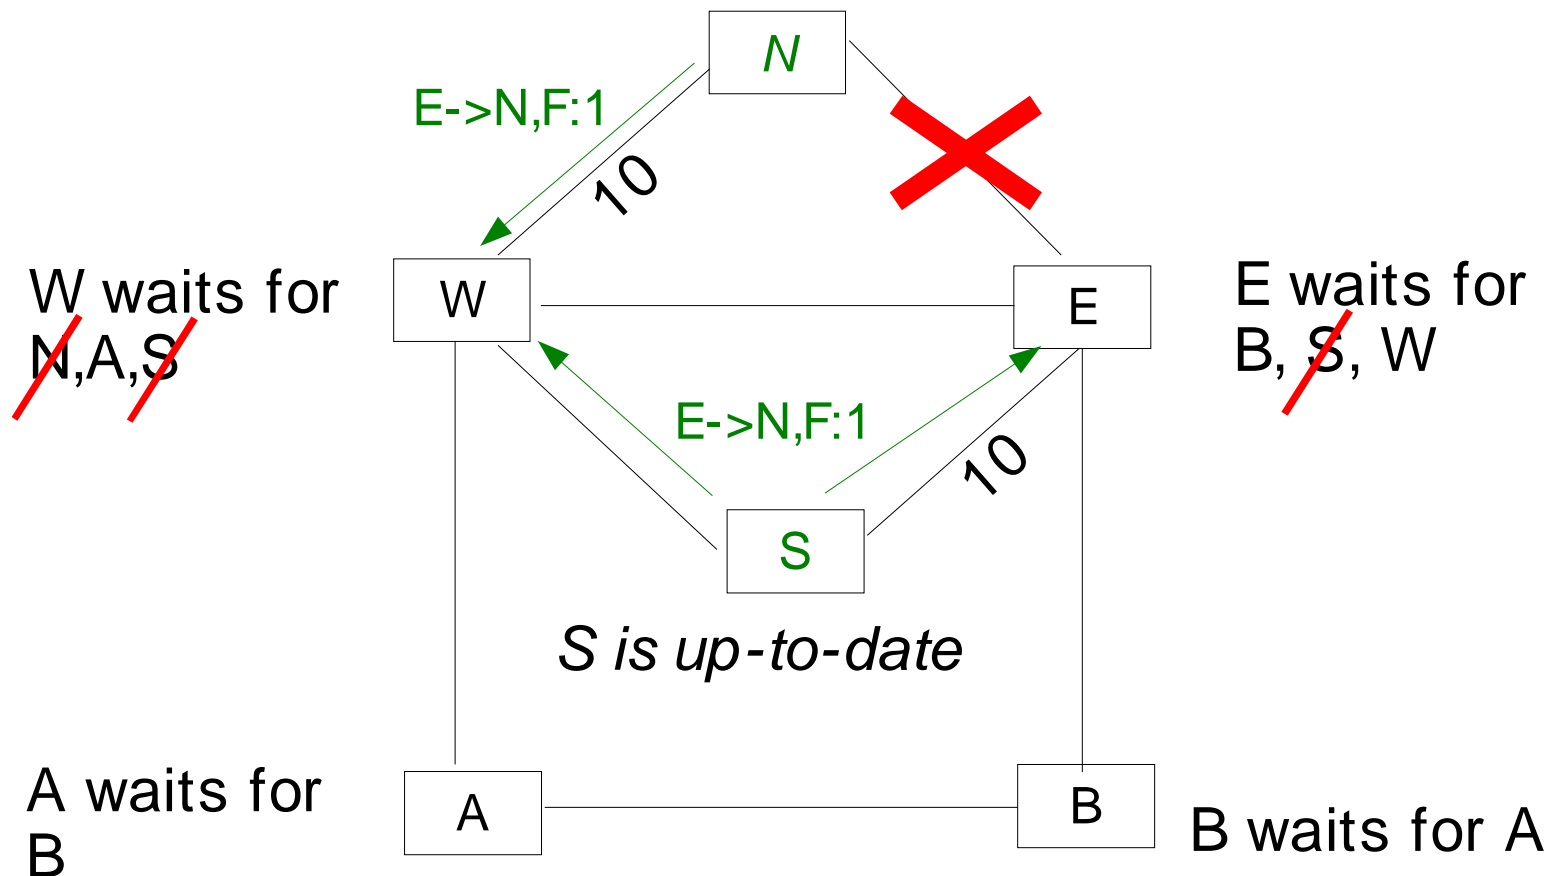 N
E->N,F:1
10
W waits for
N,A,S
W
E
E waits for
B, S, W
E->N,F:1
10
S
S is up-to-date
A waits for
B
A
B
B waits for A